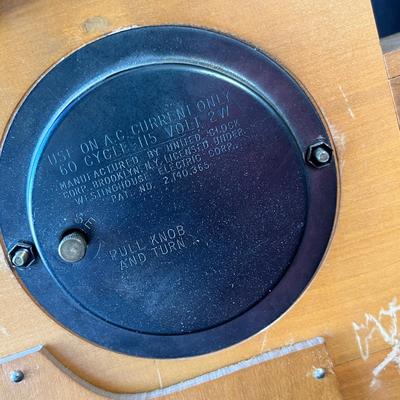 USE ON A.C. CURRENT ONLY
60 CYCLE 115 VOLT 2W
MANUFACTURED BY UNITED CLOCK
CORP. BROOKLYN, N.Y. LICENSED UNDER
WESTINGHOUSE ELECTRIC CORP.
PAT. NO. 2,140,365
SET
PULL KNOB
AND TURN